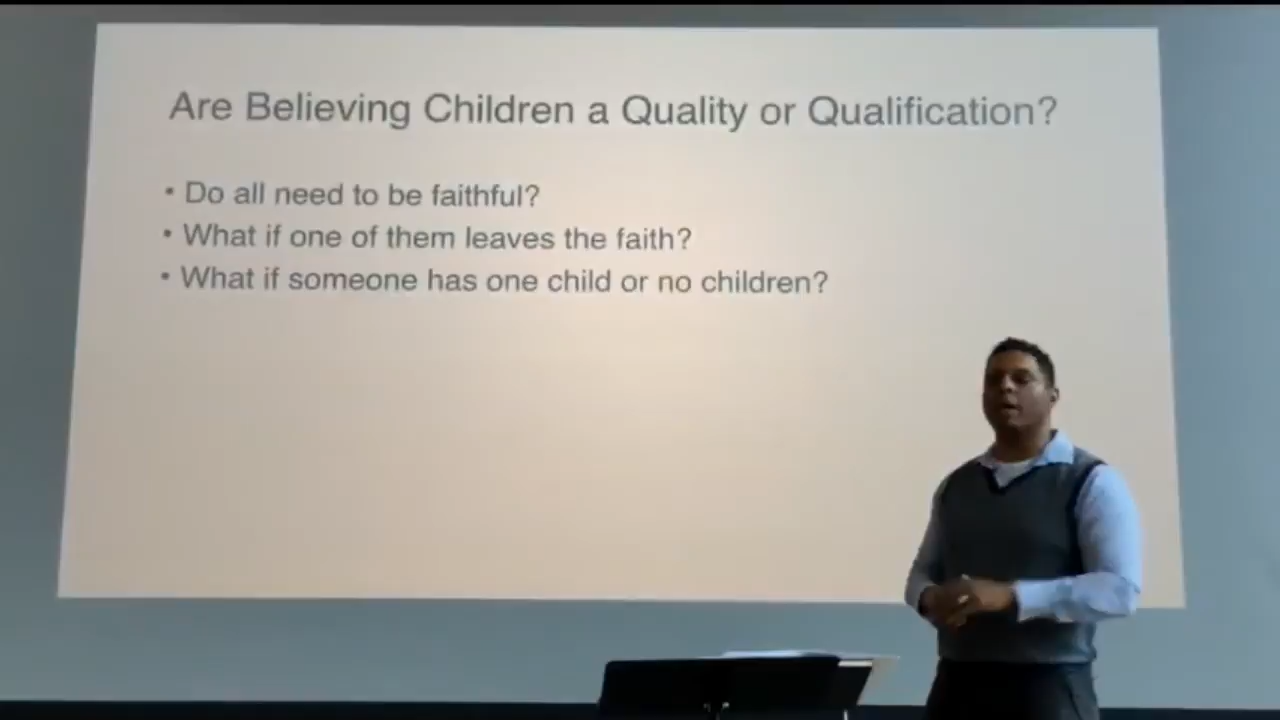 Are Believing Children a Quality or Qualification?
• Do all need to be faithful?
• What if one of them leaves the faith?
• What if someone has one child or no children?